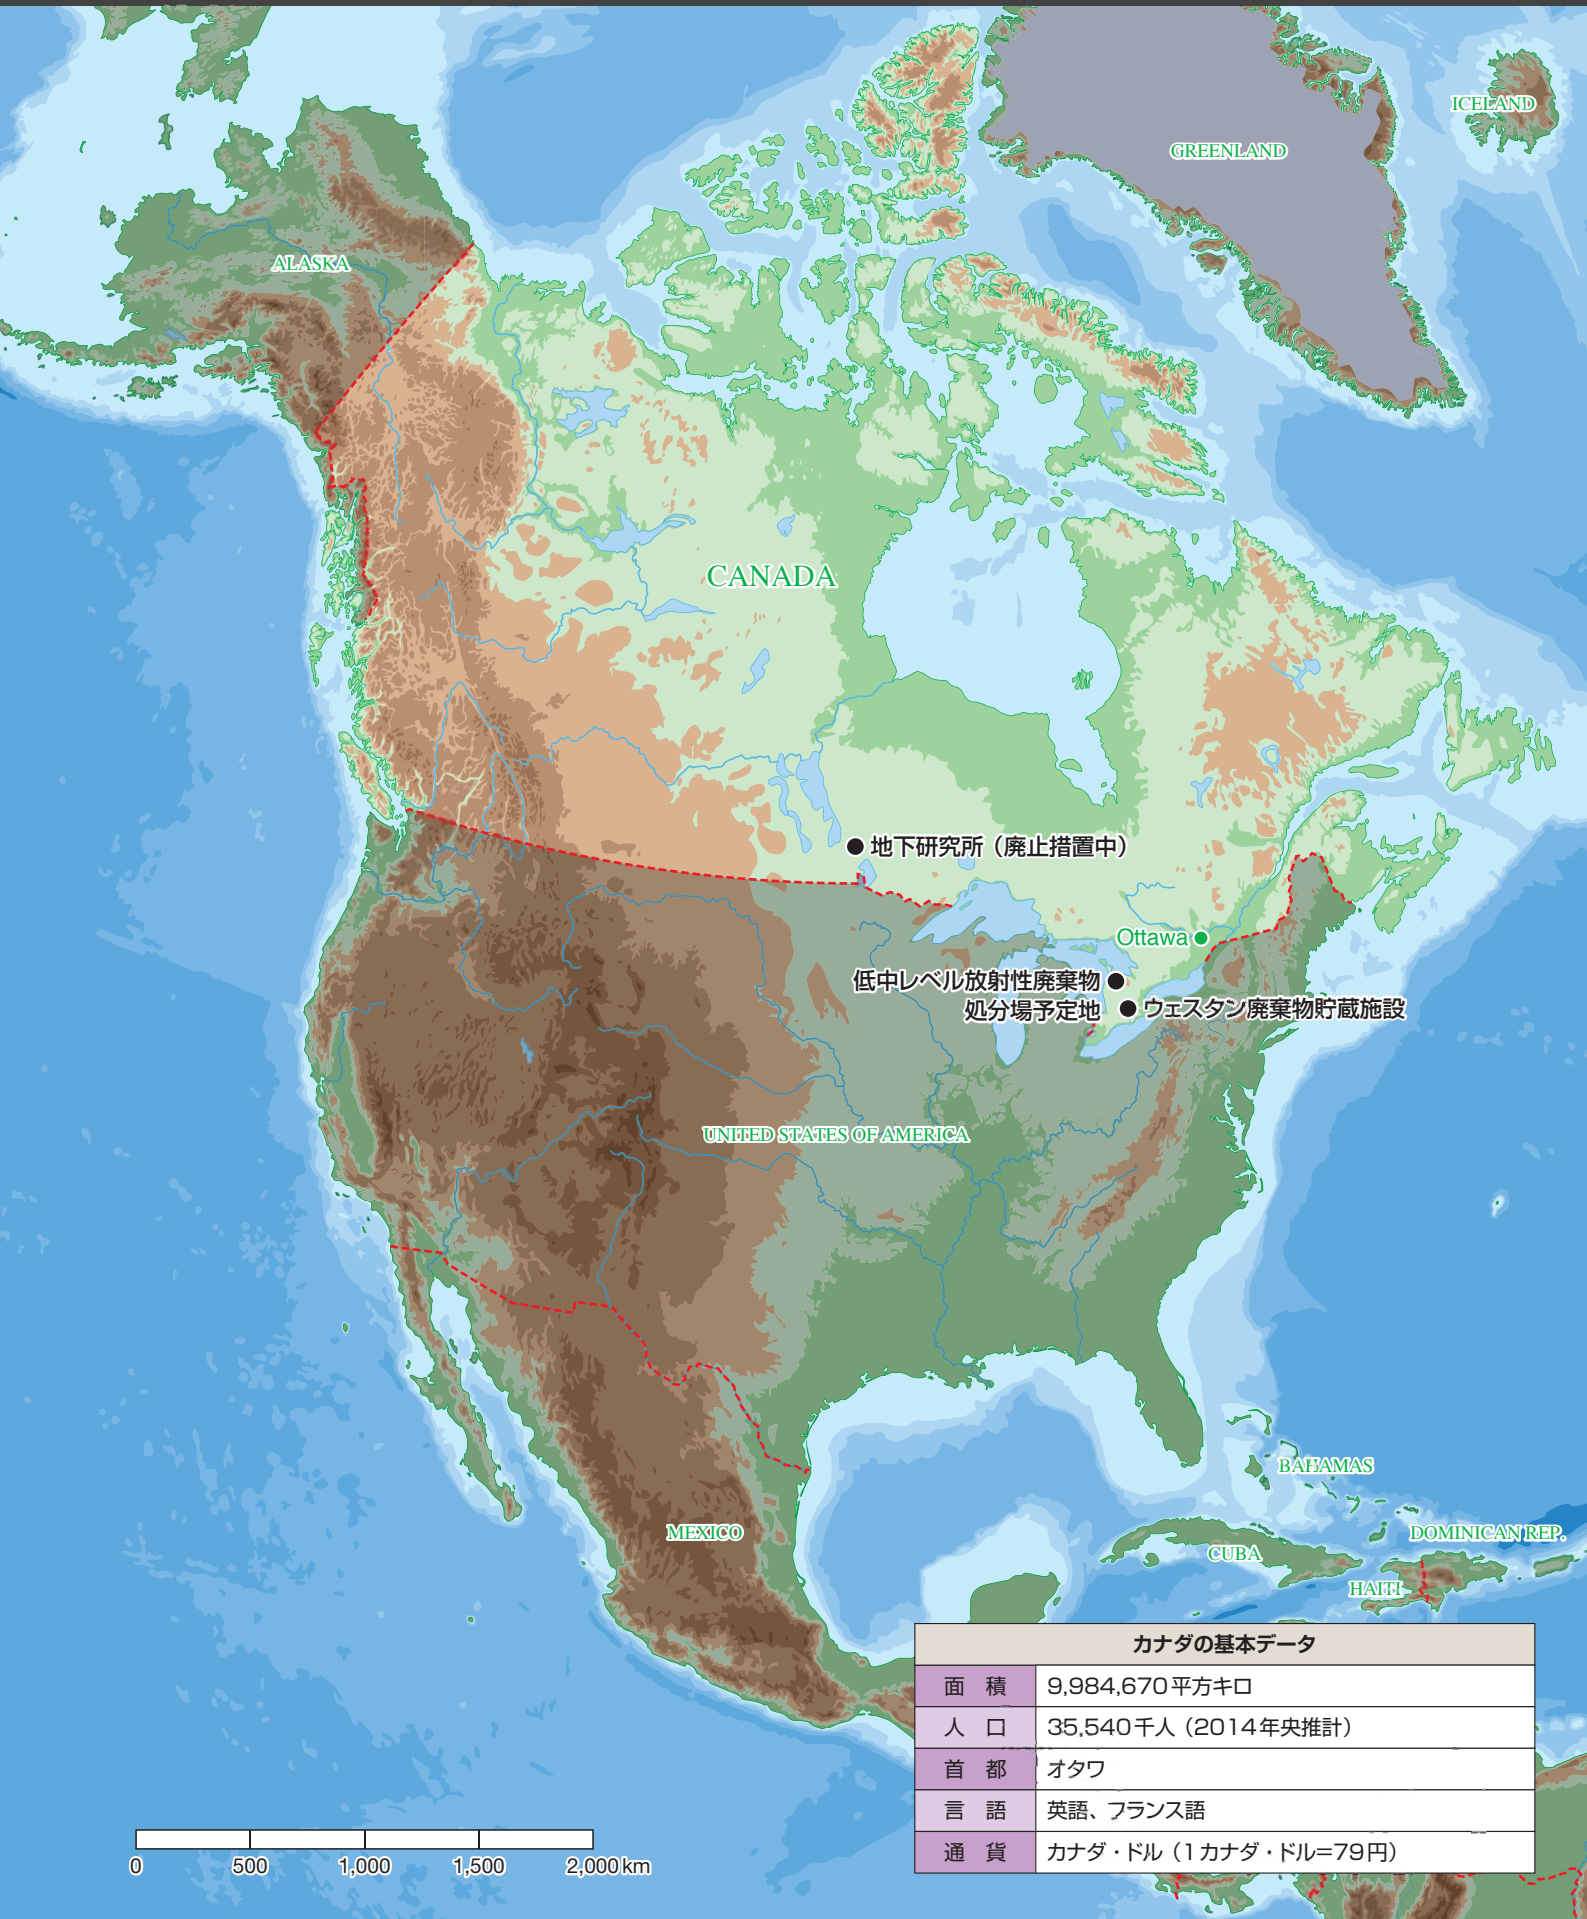 ICELAND
GREENLAND
ALASKA
CANADA
地下研究所（廃止措置中）
Ottawa
低中レベル放射性廃棄物
処分場予定地
ウェスタン廃棄物貯蔵施設
UNITED STATES OF AMERICA
BAHAMAS
MEXICO
DOMINICAN REP.
CUBA
HAITI
カナダの基本データ
面　積 9,984,670平方キロ
人　口 35,540千人（2014年央推計）
首　都 オタワ
言　語 英語、フランス語
通　貨 カナダ・ドル（1カナダ・ドル=79円）
0 500 1,000 1,500 2,000km